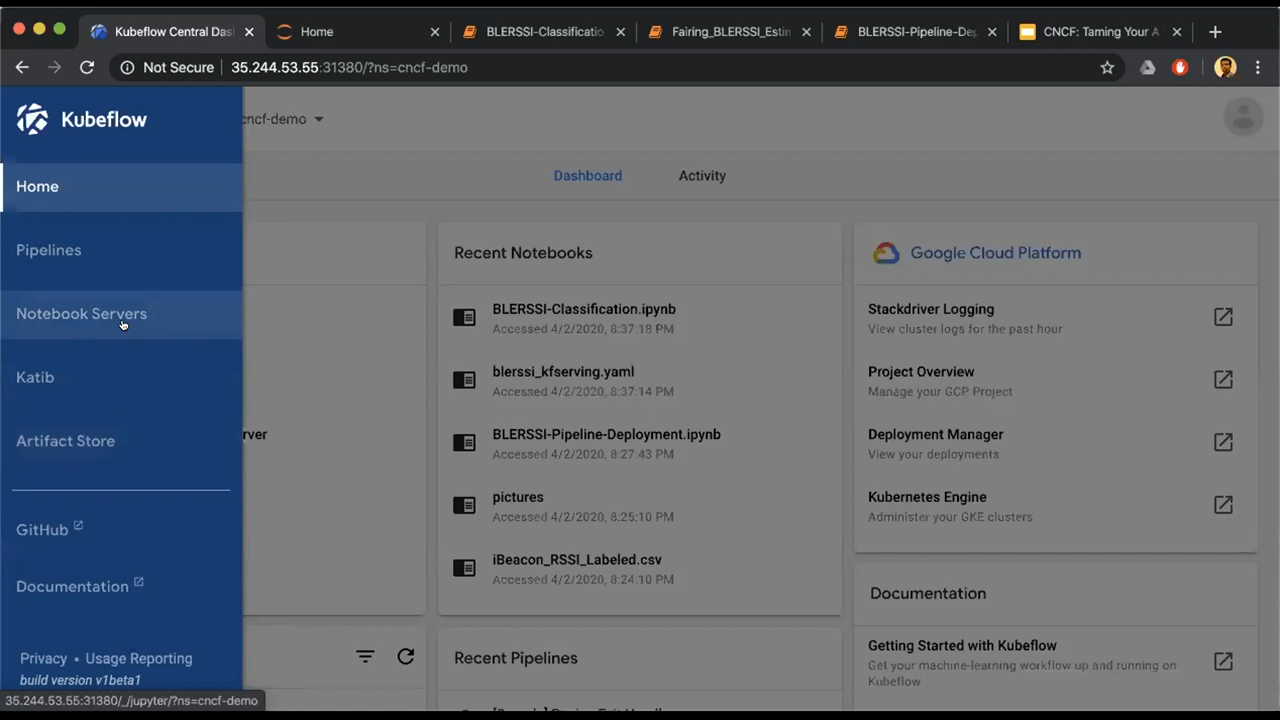 Kubeflow Central Das
Home
BLERSSI-Classificatio
Fairing_BLERSSI_Estin
BLERSSI-Pipeline-Dep
CNCF: Taming Your A
Not Secure
35.244.53.55:31380/?ns=cncf-demo
Kubeflow
cncf-demo
Home
Pipelines
Notebook Servers
Katib
Artifact Store
GitHub
Documentation
Privacy • Usage Reporting
build version v1beta1
35.244.53.55:31380/_/jupyter/?ns=cncf-demo
Dashboard
Activity
rver
Recent Notebooks
BLERSSI-Classification.ipynb
Accessed 4/2/2020, 8:37:18 PM
blerssi_kfserving.yaml
Accessed 4/2/2020, 8:37:14 PM
BLERSSI-Pipeline-Deployment.ipynb
Accessed 4/2/2020, 8:27:43 PM
pictures
Accessed 4/2/2020, 8:25:10 PM
iBeacon_RSSI_Labeled.csv
Accessed 4/2/2020, 8:24:10 PM
Recent Pipelines
Google Cloud Platform
Stackdriver Logging
View cluster logs for the past hour
Project Overview
Manage your GCP Project
Deployment Manager
View your deployments
Kubernetes Engine
Administer your GKE clusters
Documentation
Getting Started with Kubeflow
Get your machine-learning workflow up and running on
Kubeflow